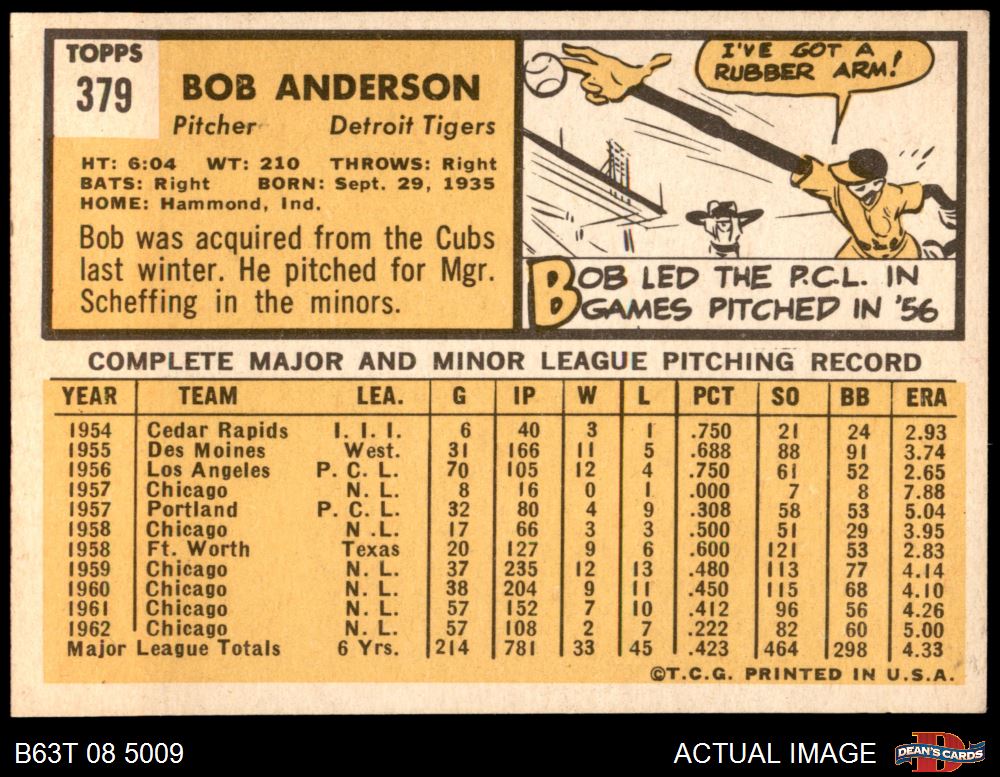 TOPPS
379
BOB ANDERSON
Pitcher Detroit Tigers
HT: 6:04 WT: 210 THROWS: Right
BATS: Right BORN: Sept. 29, 1935
HOME: Hammond, Ind.
Bob was acquired from the Cubs
last winter. He pitched for Mgr.
Scheffing in the minors.
I'VE GOT A
RUBBER ARM!
BOB LED THE P.C.L. IN
GAMES PITCHED IN '56
COMPLETE MAJOR AND MINOR LEAGUE PITCHING RECORD
YEAR TEAM LEA. G IP W L PCT SO BB ERA
1954 Cedar Rapids I. I. I. 6 40 3 1 .750 21 24 2.93
1955 Des Moines West. 31 166 11 5 .688 88 91 3.74
1956 Los Angeles P. C. L. 70 105 12 4 .750 61 52 2.65
1957 Chicago N. L. 8 16 0 1 .000 7 8 7.88
1957 Portland P. C. L. 32 80 4 9 .308 58 53 5.04
1958 Chicago N .L. 17 66 3 3 .500 51 29 3.95
1958 Ft. Worth Texas 20 127 9 6 .600 121 53 2.83
1959 Chicago N. L. 37 235 12 13 .480 113 77 4.14
1960 Chicago N. L. 38 204 9 11 .450 115 68 4.10
1961 Chicago N. L. 57 152 7 10 .412 96 56 4.26
1962 Chicago N. L. 57 108 2 7 .222 82 60 5.00
Major League Totals 6 Yrs. 214 781 33 45 .423 464 298 4.33
©T.C.G. PRINTED IN U.S.A.
B63T 08 5009 ACTUAL IMAGE DEAN'S CARDS